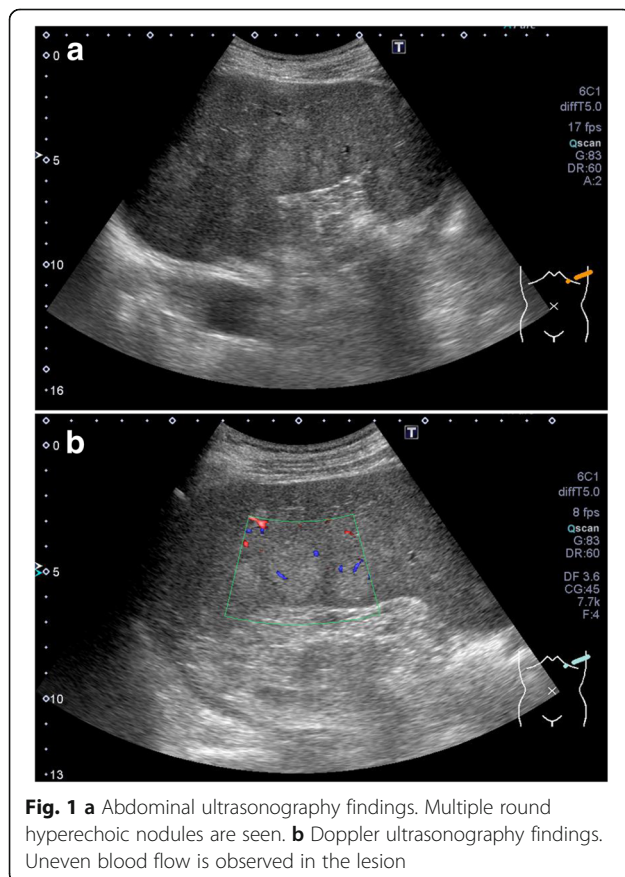 a
T
0
5
10
16
6C1
diffT5.0
17 fps
Qscan
G:83
DR:60
A:2
b
T
0
5
10
13
6C1
diffT5.0
8 fps
Qscan
G:83
DR:60
DF 3.6
CG:45
7.7k
F:4
Fig. 1 a Abdominal ultrasonography findings. Multiple round
hyperechoic nodules are seen. b Doppler ultrasonography findings.
Uneven blood flow is observed in the lesion